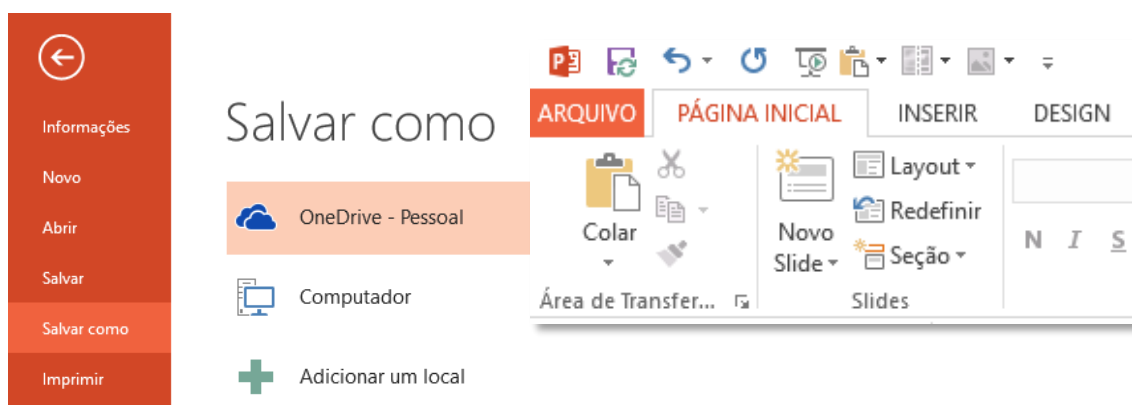 Informações
Novo
Abrir
Salvar
Salvar como
Imprimir
Salvar como
OneDrive - Pessoal
Computador
Adicionar um local
ARQUIVO PÁGINA INICIAL INSERIR DESIGN
Colar
Novo
Slide
Layout
Redefinir
Seção
N I S
Área de Transfer... Slides